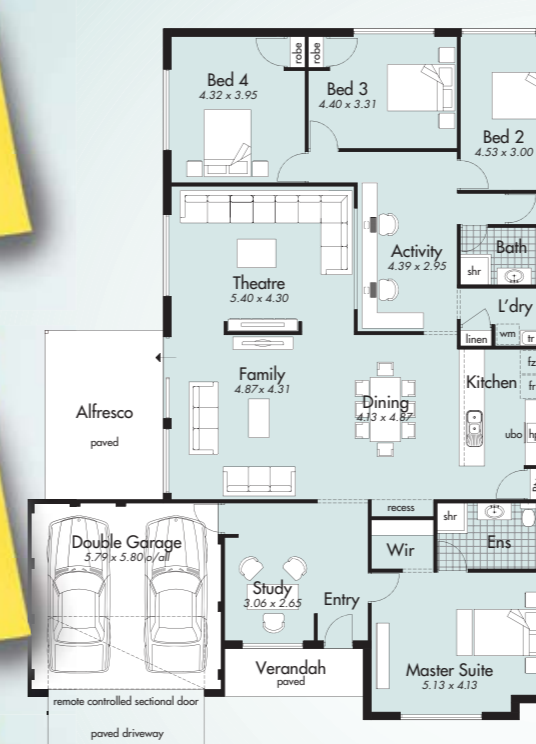 robe
robe
Bed 4
4.32 x 3.95
Bed 3
4.40 x 3.31
Bed 2
4.53 x 3.00
Activity
4.39 x 2.95
Bath
shr
Theatre
5.40 x 4.30
L'dry
linen
wm
tr
Family
4.87x 4.31
Dining
4.13 x 4.87
Kitchen
fz
fr
ubo
Alfresco
paved
recess
shr
Ens
Wir
Double Garage
5.79 x 5.80 o/all
Study
3.06 x 2.65
Entry
Verandah
paved
Master Suite
5.13 x 4.13
remote controlled sectional door
paved driveway